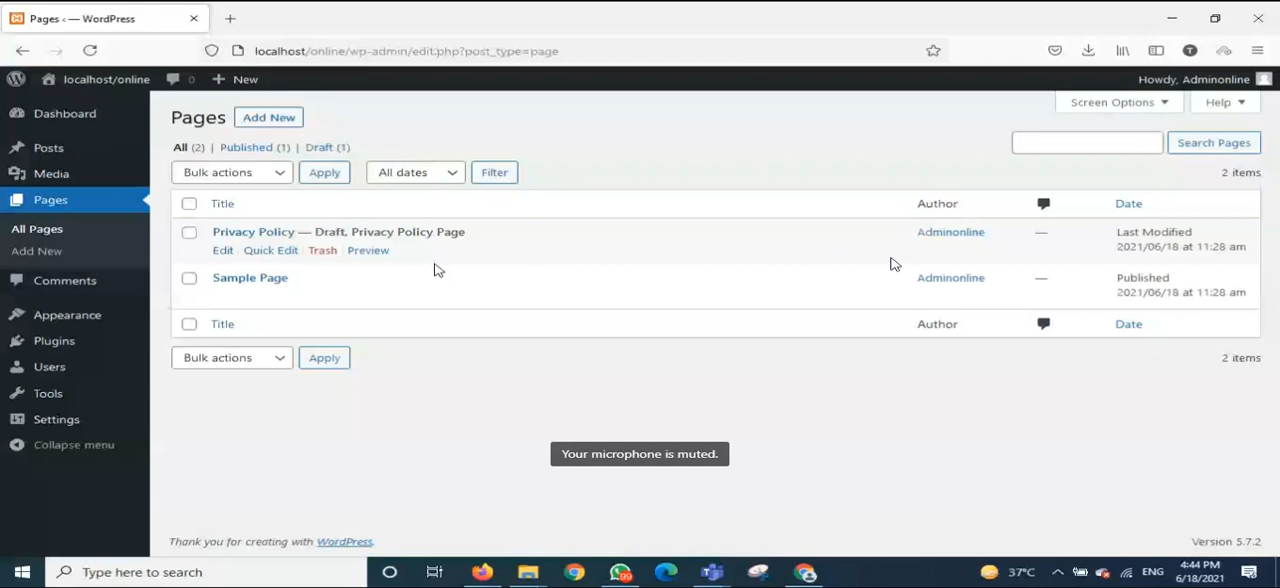 Pages ‹ — WordPress
localhost/online/wp-admin/edit.php?post_type=page
localhost/online 0 + New Howdy, Adminonline
Dashboard
Posts
Media
Pages
All Pages
Add New
Comments
Appearance
Plugins
Users
Tools
Settings
Collapse menu
Screen Options Help
Pages Add New
All (2) | Published (1) | Draft (1)
Search Pages
Bulk actions Apply All dates Filter 2 items
Title Author Date
Privacy Policy — Draft, Privacy Policy Page Adminonline — Last Modified
Edit Quick Edit Trash Preview 2021/06/18 at 11:28 am
Sample Page Adminonline — Published
2021/06/18 at 11:28 am
Title Author Date
Bulk actions Apply 2 items
Your microphone is muted.
Thank you for creating with WordPress. Version 5.7.2
Type here to search 99 T 37°C ENG 4:44 PM
6/18/2021